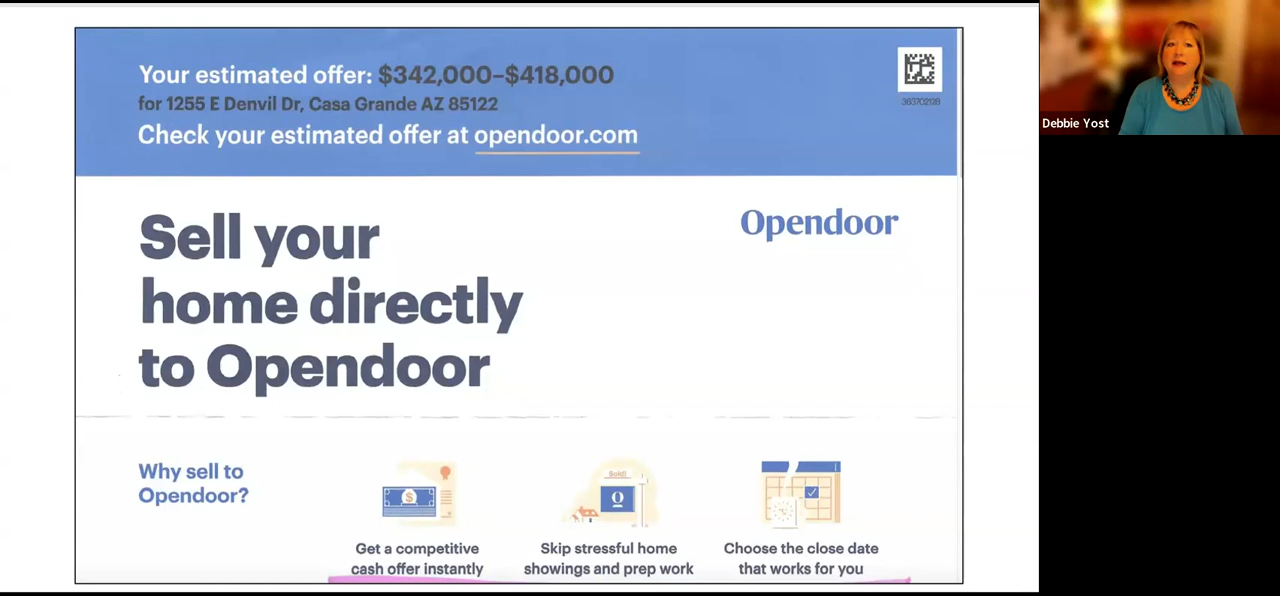 Your estimated offer: $342,000–$418,000
for 1255 E Denvil Dr, Casa Grande AZ 85122
Check your estimated offer at opendoor.com
Debbie Yost
Opendoor
Sell your
home directly
to Opendoor
Why sell to
Opendoor?
Sold!
Get a competitive
cash offer instantly
Skip stressful home
showings and prep work
Choose the close date
that works for you